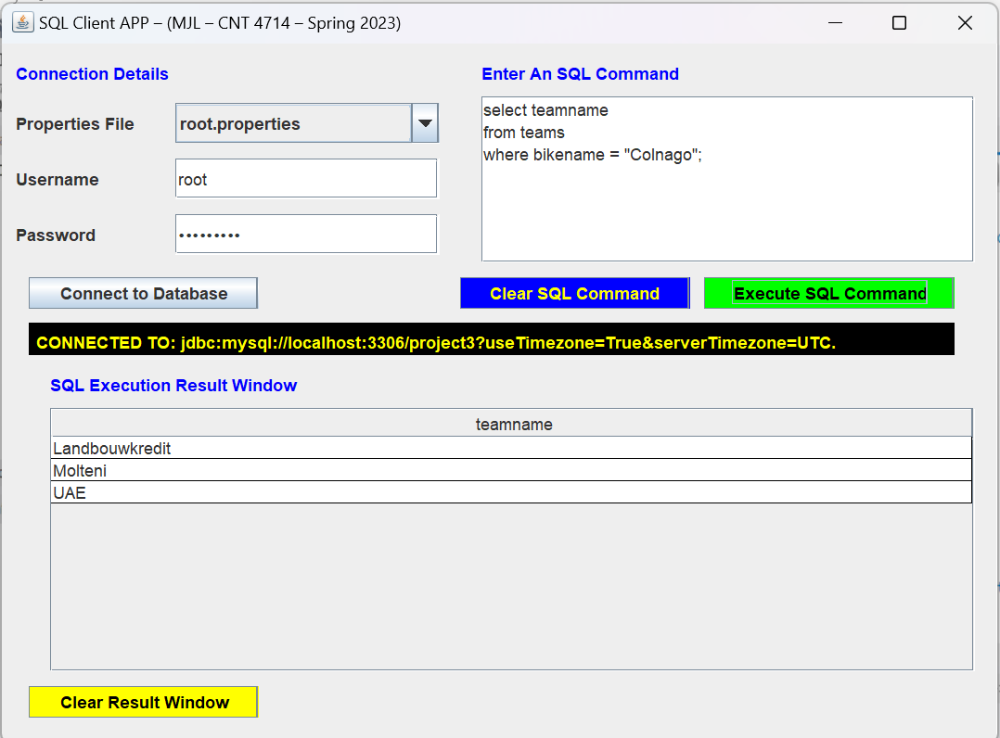 SQL Client APP – (MJL – CNT 4714 – Spring 2023)
Connection Details
Properties File
root.properties
Username
root
Password
•••••••••
Connect to Database
Enter An SQL Command
select teamname
from teams
where bikename = "Colnago";
Clear SQL Command
Execute SQL Command
CONNECTED TO: jdbc:mysql://localhost:3306/project3?useTimezone=True&serverTimezone=UTC.
SQL Execution Result Window
teamname
Landbouwkredit
Molteni
UAE
Clear Result Window